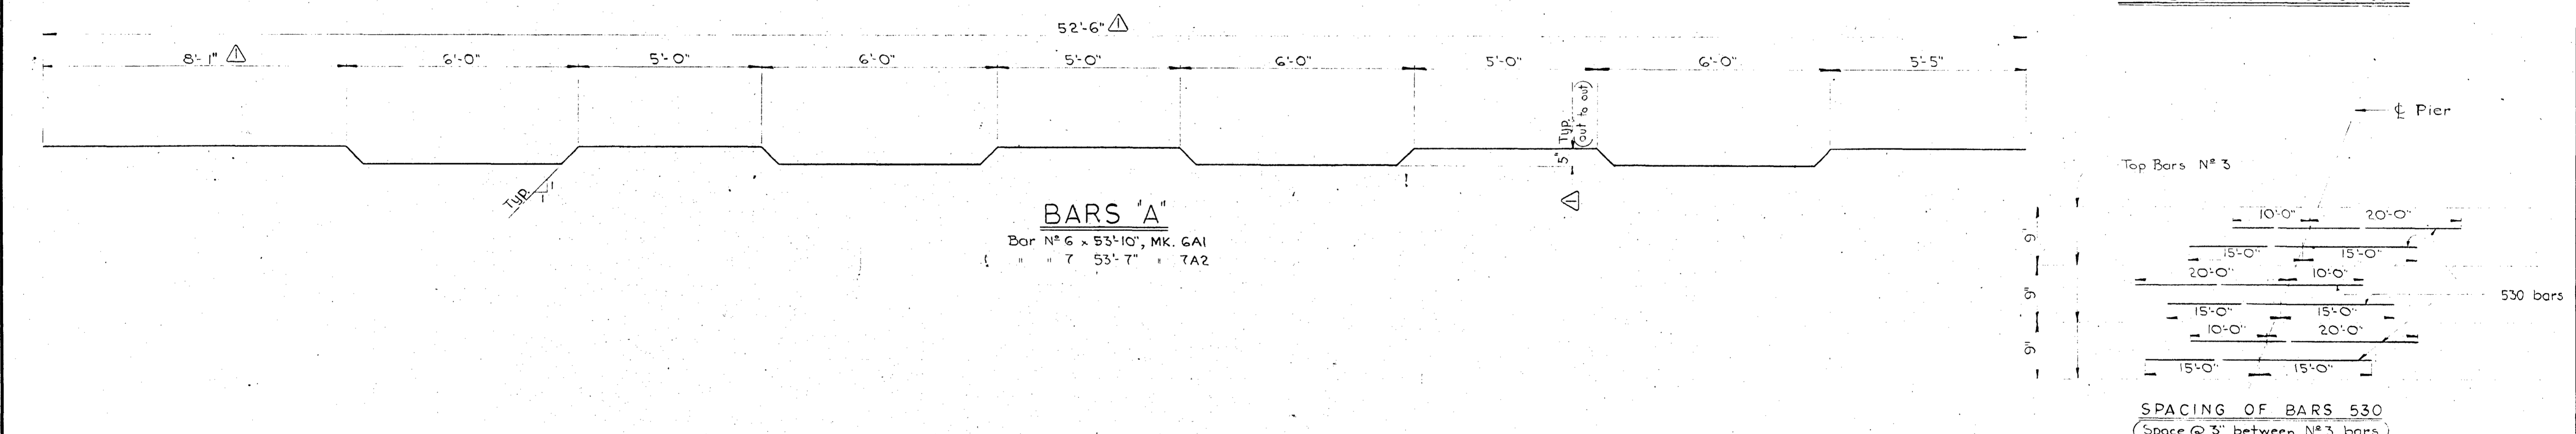 52'-6" 1
8'-1" 1 6'-0" 5'-0" 6'-0" 5'-0" 6'-0" 5'-0" 6'-0" 5'-5"
5" Typ.
(out to out)
1
Typ.
1
1
BARS "A"
Bar Nº 6 x 53'-10", MK. 6A1
" " 7 53'-7" " 7A2
℄ Pier
Top Bars Nº 3
10'-0" 20'-0"
15'-0" 15'-0"
20'-0" 10'-0"
15'-0" 15'-0"
10'-0" 20'-0"
15'-0" 15'-0"
9"
9"
9"
530 bars
SPACING OF BARS 530
(Space @ 3" between Nº 3 bars)